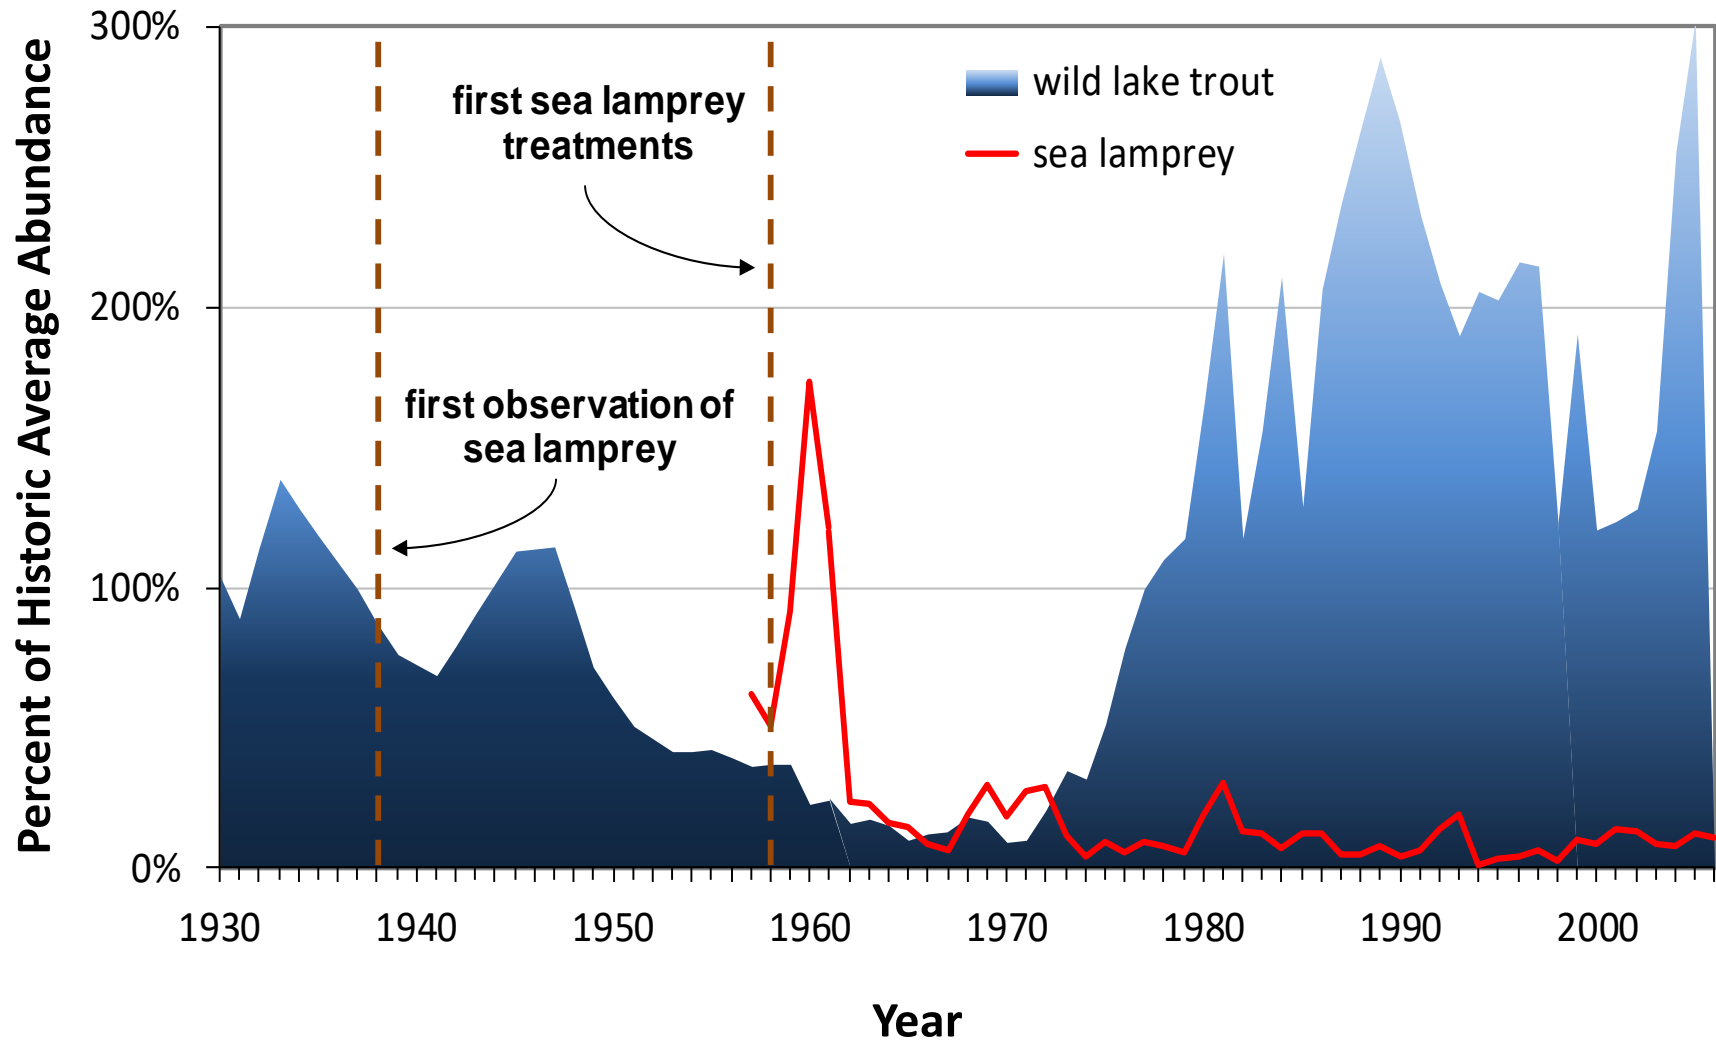 Percent of Historic Average Abundance
300%
200%
100%
0%
first sea lamprey
treatments
first observation of
sea lamprey
wild lake trout
sea lamprey
1930 1940 1950 1960 1970 1980 1990 2000
Year